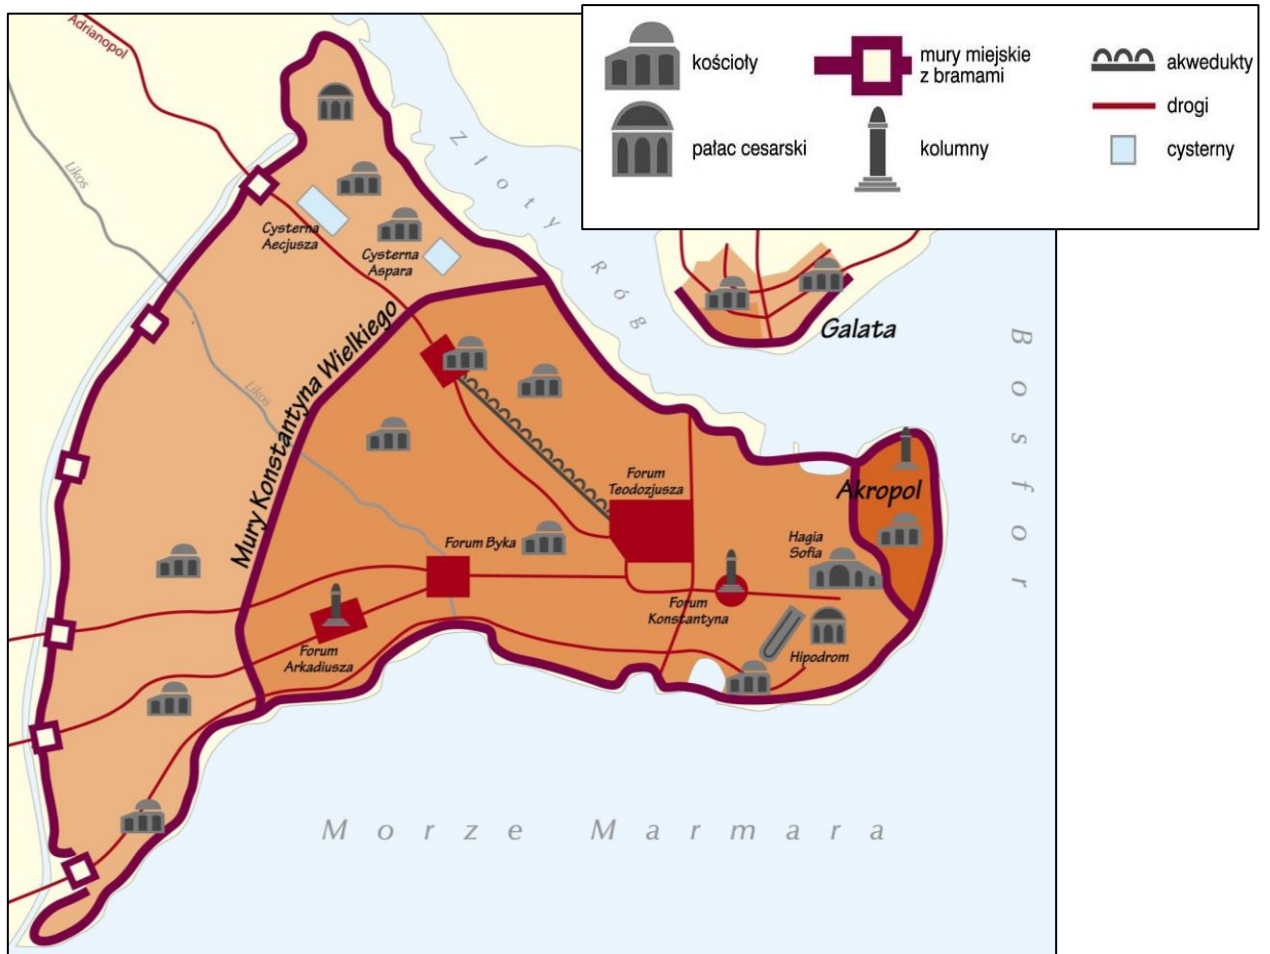 kościoły
pałac cesarski
mury miejskie
z bramami
kolumny
akwedukty
drogi
cysterny
Adrianopol
Likos
Złoty Róg
Cysterna
Aecjusza
Cysterna
Aspara
Mury Konstantyna Wielkiego
Likos
Galata
Bosfor
Forum
Teodozjusza
Akropol
Forum Byka
Hagia
Sofia
Forum
Konstantyna
Forum
Arkadiusza
Hipodrom
Morze Marmara